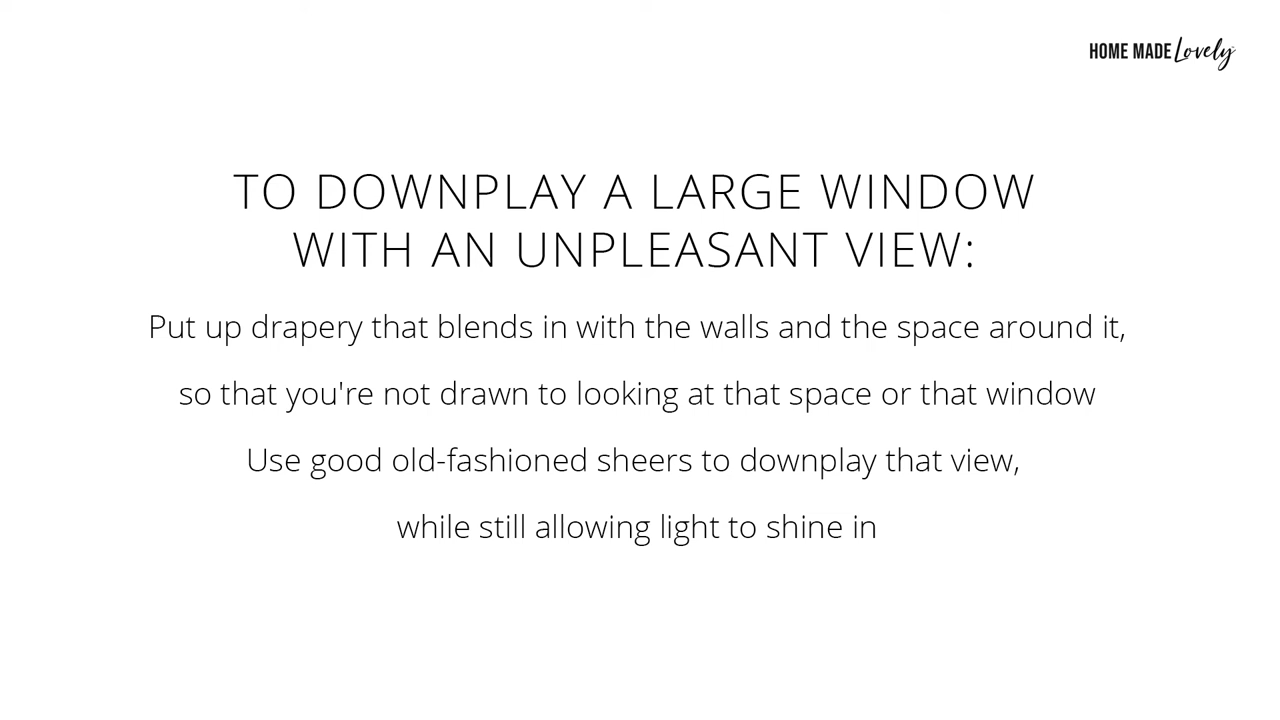 HOME MADE Lovely
TO DOWNPLAY A LARGE WINDOW
WITH AN UNPLEASANT VIEW:
Put up drapery that blends in with the walls and the space around it,
so that you're not drawn to looking at that space or that window
Use good old-fashioned sheers to downplay that view,
while still allowing light to shine in